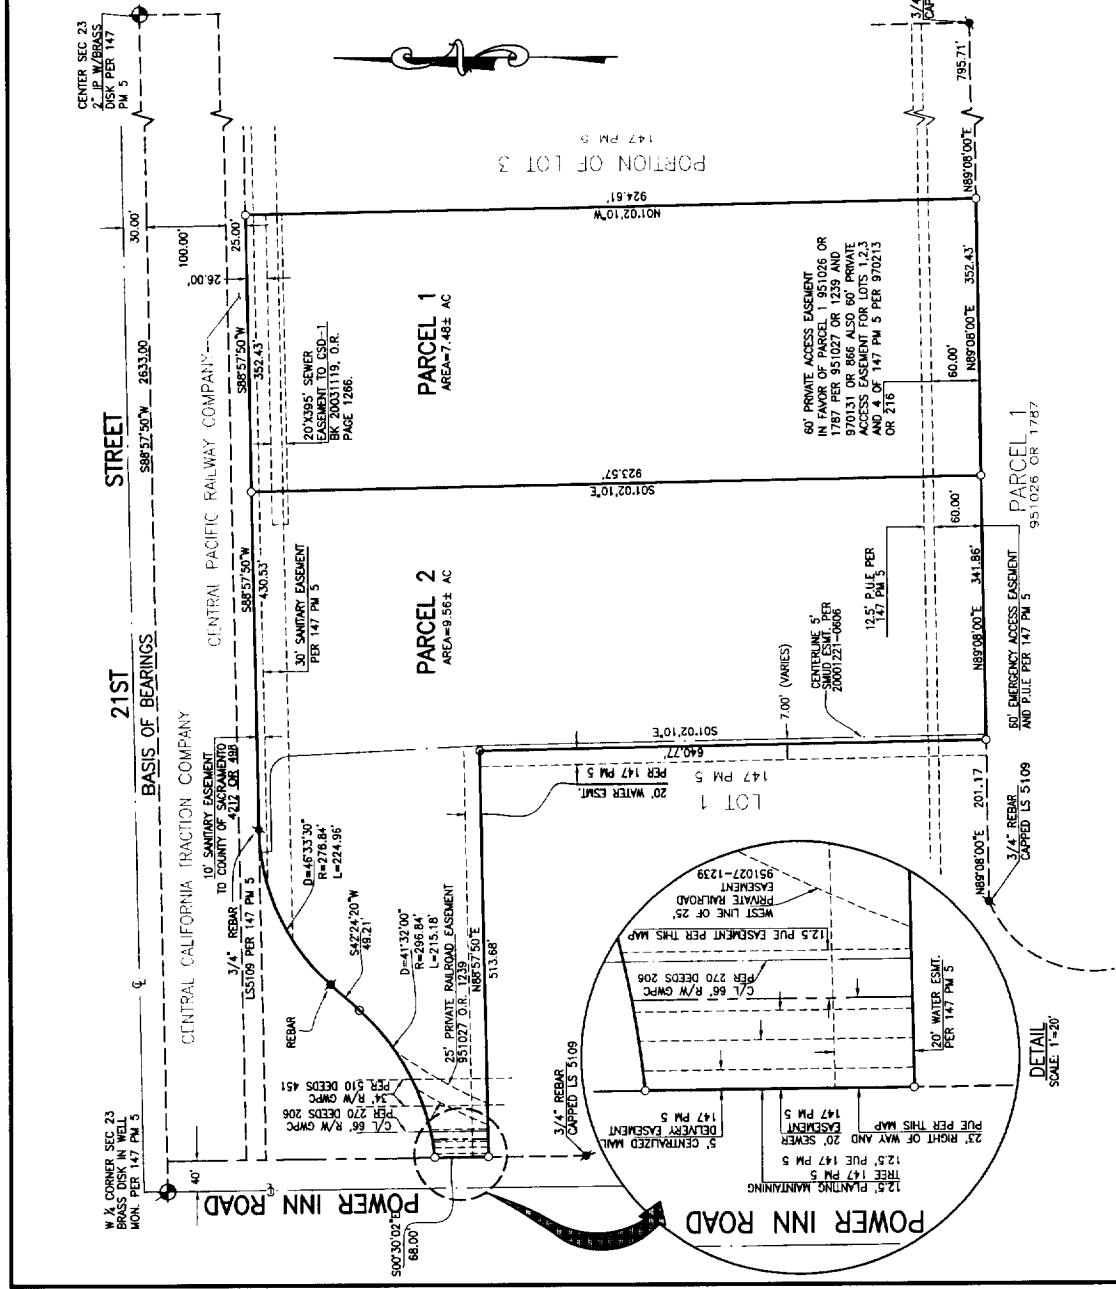 CENTER SEC 23
2" IP W/BRASS
DISK PER 147
PM 5
3/4"
795.71'
PORTION OF LOT 3
147 PM 5
21ST STREET
BASIS OF BEARINGS
S88°57'50"W 2633.00
30.00'
100.00'
25.00'
26.00'
924.61'
N01°02'10"W
N89°08'00"E
CENTRAL PACIFIC RAILWAY COMPANY
S88°57'50"W
352.43'
20'X395' SEWER
EASEMENT TO CSD-1
BK 20031119, O.R.
PAGE 1266.
PARCEL 1
AREA=7.48± AC
60' PRIVATE ACCESS EASEMENT
IN FAVOR OF PARCEL 1 951026 OR
1787 PER 951027 OR 1239 AND
970131 OR 866 ALSO 60' PRIVATE
ACCESS EASEMENT FOR LOTS 1,2,3
AND 4 OF 147 PM 5 PER 970213
OR 216
60.00'
N89°08'00"E 352.43'
923.57'
S01°02'10"E
PARCEL 1
951026 OR 1787
S88°57'50"W
430.53'
30' SANITARY EASEMENT
PER 147 PM 5
PARCEL 2
AREA=9.56± AC
12.5' P.U.E PER
147 PM 5
60.00'
N89°08'00"E 341.86'
60' EMERGENCY ACCESS EASEMENT
AND P.U.E PER 147 PM 5
CENTERLINE 5'
SMUD ESMT. PER
20001221-0606
7.00' (VARIES)
S01°02'10"E
640.77'
CENTRAL CALIFORNIA TRACTION COMPANY
10' SANITARY EASEMENT
TO COUNTY OF SACRAMENTO
4212 OR 498
3/4" REBAR
LS5109 PER 147 PM 5
D=46°33'30"
R=276.84'
L=224.96'
S42°24'20"W
49.21'
REBAR
D=41°32'00"
R=296.84'
L=215.18'
25' PRIVATE RAILROAD EASEMENT
951027 O.R. 1239
N88°57'50"E
513.68'
20' WATER ESMT.
PER 147 PM 5
LOT 1
147 PM 5
N89°08'00"E 201.17
3/4" REBAR
CAPPED LS 5109
34' R/W GWPC
PER 510 DEEDS 451
C/L 66' R/W GWPC
PER 270 DEEDS 206
3/4" REBAR
CAPPED LS 5109
W ¼ CORNER SEC 23
BRASS DISK IN WELL
MON. PER 147 PM 5
40'
POWER INN ROAD
S00°30'02"E
68.00'
WEST LINE OF 25'
PRIVATE RAILROAD
EASEMENT
951027-1239
12.5 PUE EASEMENT PER THIS MAP
C/L 66' R/W GWPC
PER 270 DEEDS 206
20' WATER ESMT.
PER 147 PM 5
5' CENTRALIZED MAIL
DELIVERY EASEMENT
147 PM 5
12.5' PLANTING MAINTAINING
TREE 147 PM 5
12.5' PUE 147 PM 5
20' SEWER
EASEMENT
147 PM 5
23' RIGHT OF WAY AND
PUE PER THIS MAP
POWER INN ROAD
DETAIL
SCALE: 1"=20'